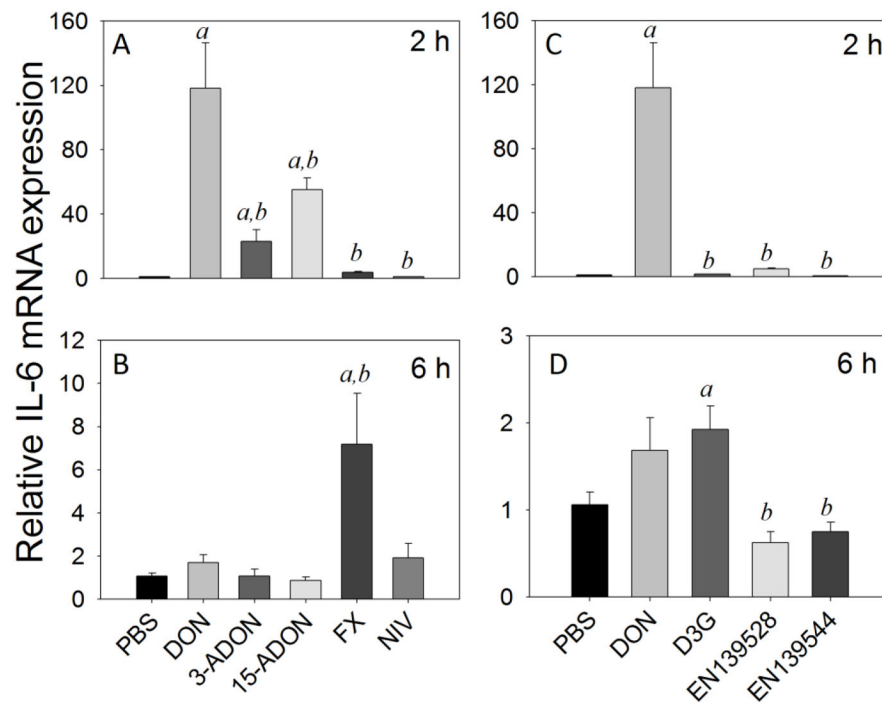 Relative IL-6 mRNA expression
A
2 h
160
120
80
40
0
a
a,b
a,b
b
b
C
2 h
160
120
80
40
0
a
b
b
b
B
6 h
12
10
8
6
4
2
0
a,b
PBS
DON
3-ADON
15-ADON
FX
NIV
D
6 h
3
2
1
0
a
b
b
PBS
DON
D3G
EN139528
EN139544